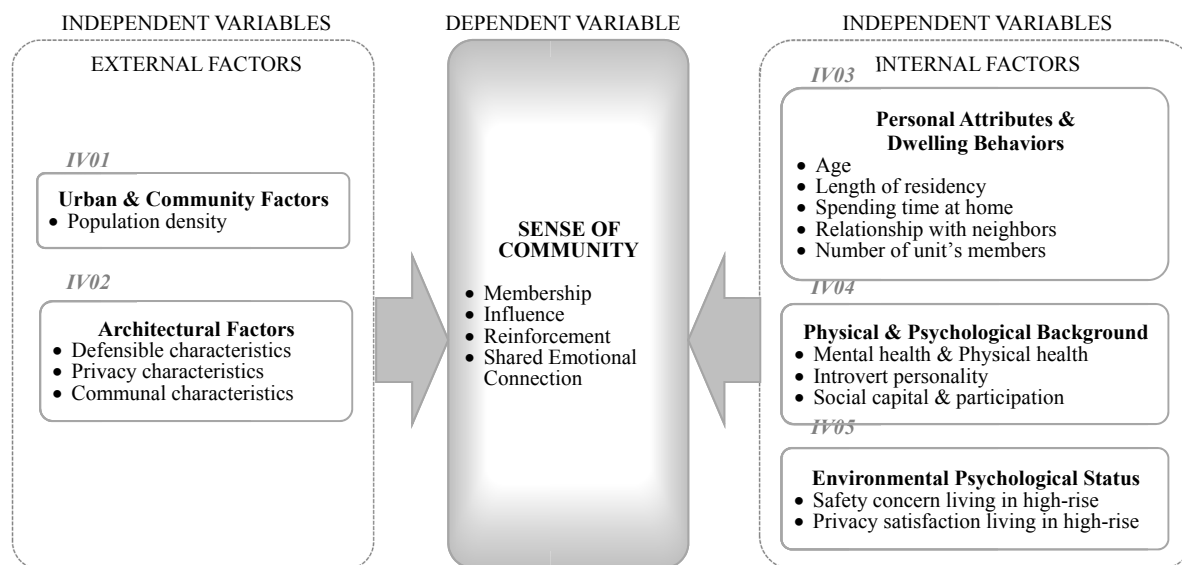 INDEPENDENT VARIABLES
EXTERNAL FACTORS
IV01
Urban & Community Factors
• Population density
IV02
Architectural Factors
• Defensible characteristics
• Privacy characteristics
• Communal characteristics
DEPENDENT VARIABLE
SENSE OF
COMMUNITY
• Membership
• Influence
• Reinforcement
• Shared Emotional
Connection
INDEPENDENT VARIABLES
INTERNAL FACTORS
IV03
Personal Attributes &
Dwelling Behaviors
• Age
• Length of residency
• Spending time at home
• Relationship with neighbors
• Number of unit’s members
IV04
Physical & Psychological Background
• Mental health & Physical health
• Introvert personality
• Social capital & participation
IV05
Environmental Psychological Status
• Safety concern living in high-rise
• Privacy satisfaction living in high-rise